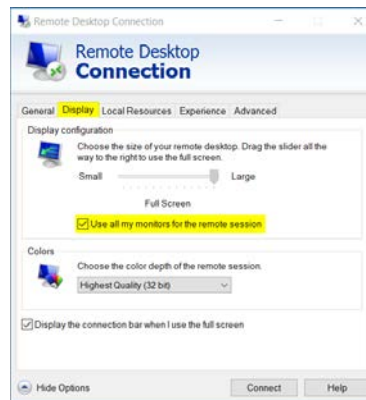 Remote Desktop Connection
Remote Desktop
Connection
General Display Local Resources Experience Advanced
Display configuration
Choose the size of your remote desktop. Drag the slider all the
way to the right to use the full screen.
Small Large
Full Screen
Use all my monitors for the remote session
Colors
Choose the color depth of the remote session.
Highest Quality (32 bit)
Display the connection bar when I use the full screen
Hide Options Connect Help